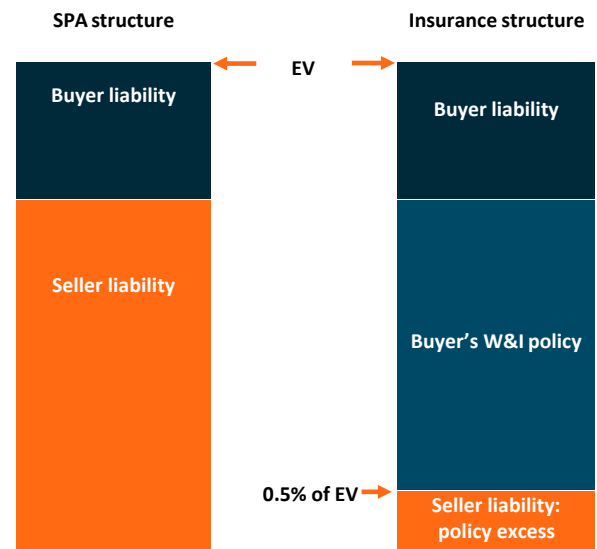 SPA structure
Insurance structure
EV
Buyer liability
Buyer liability
Seller liability
Buyer's W&I policy
0.5% of EV
Seller liability:
policy excess